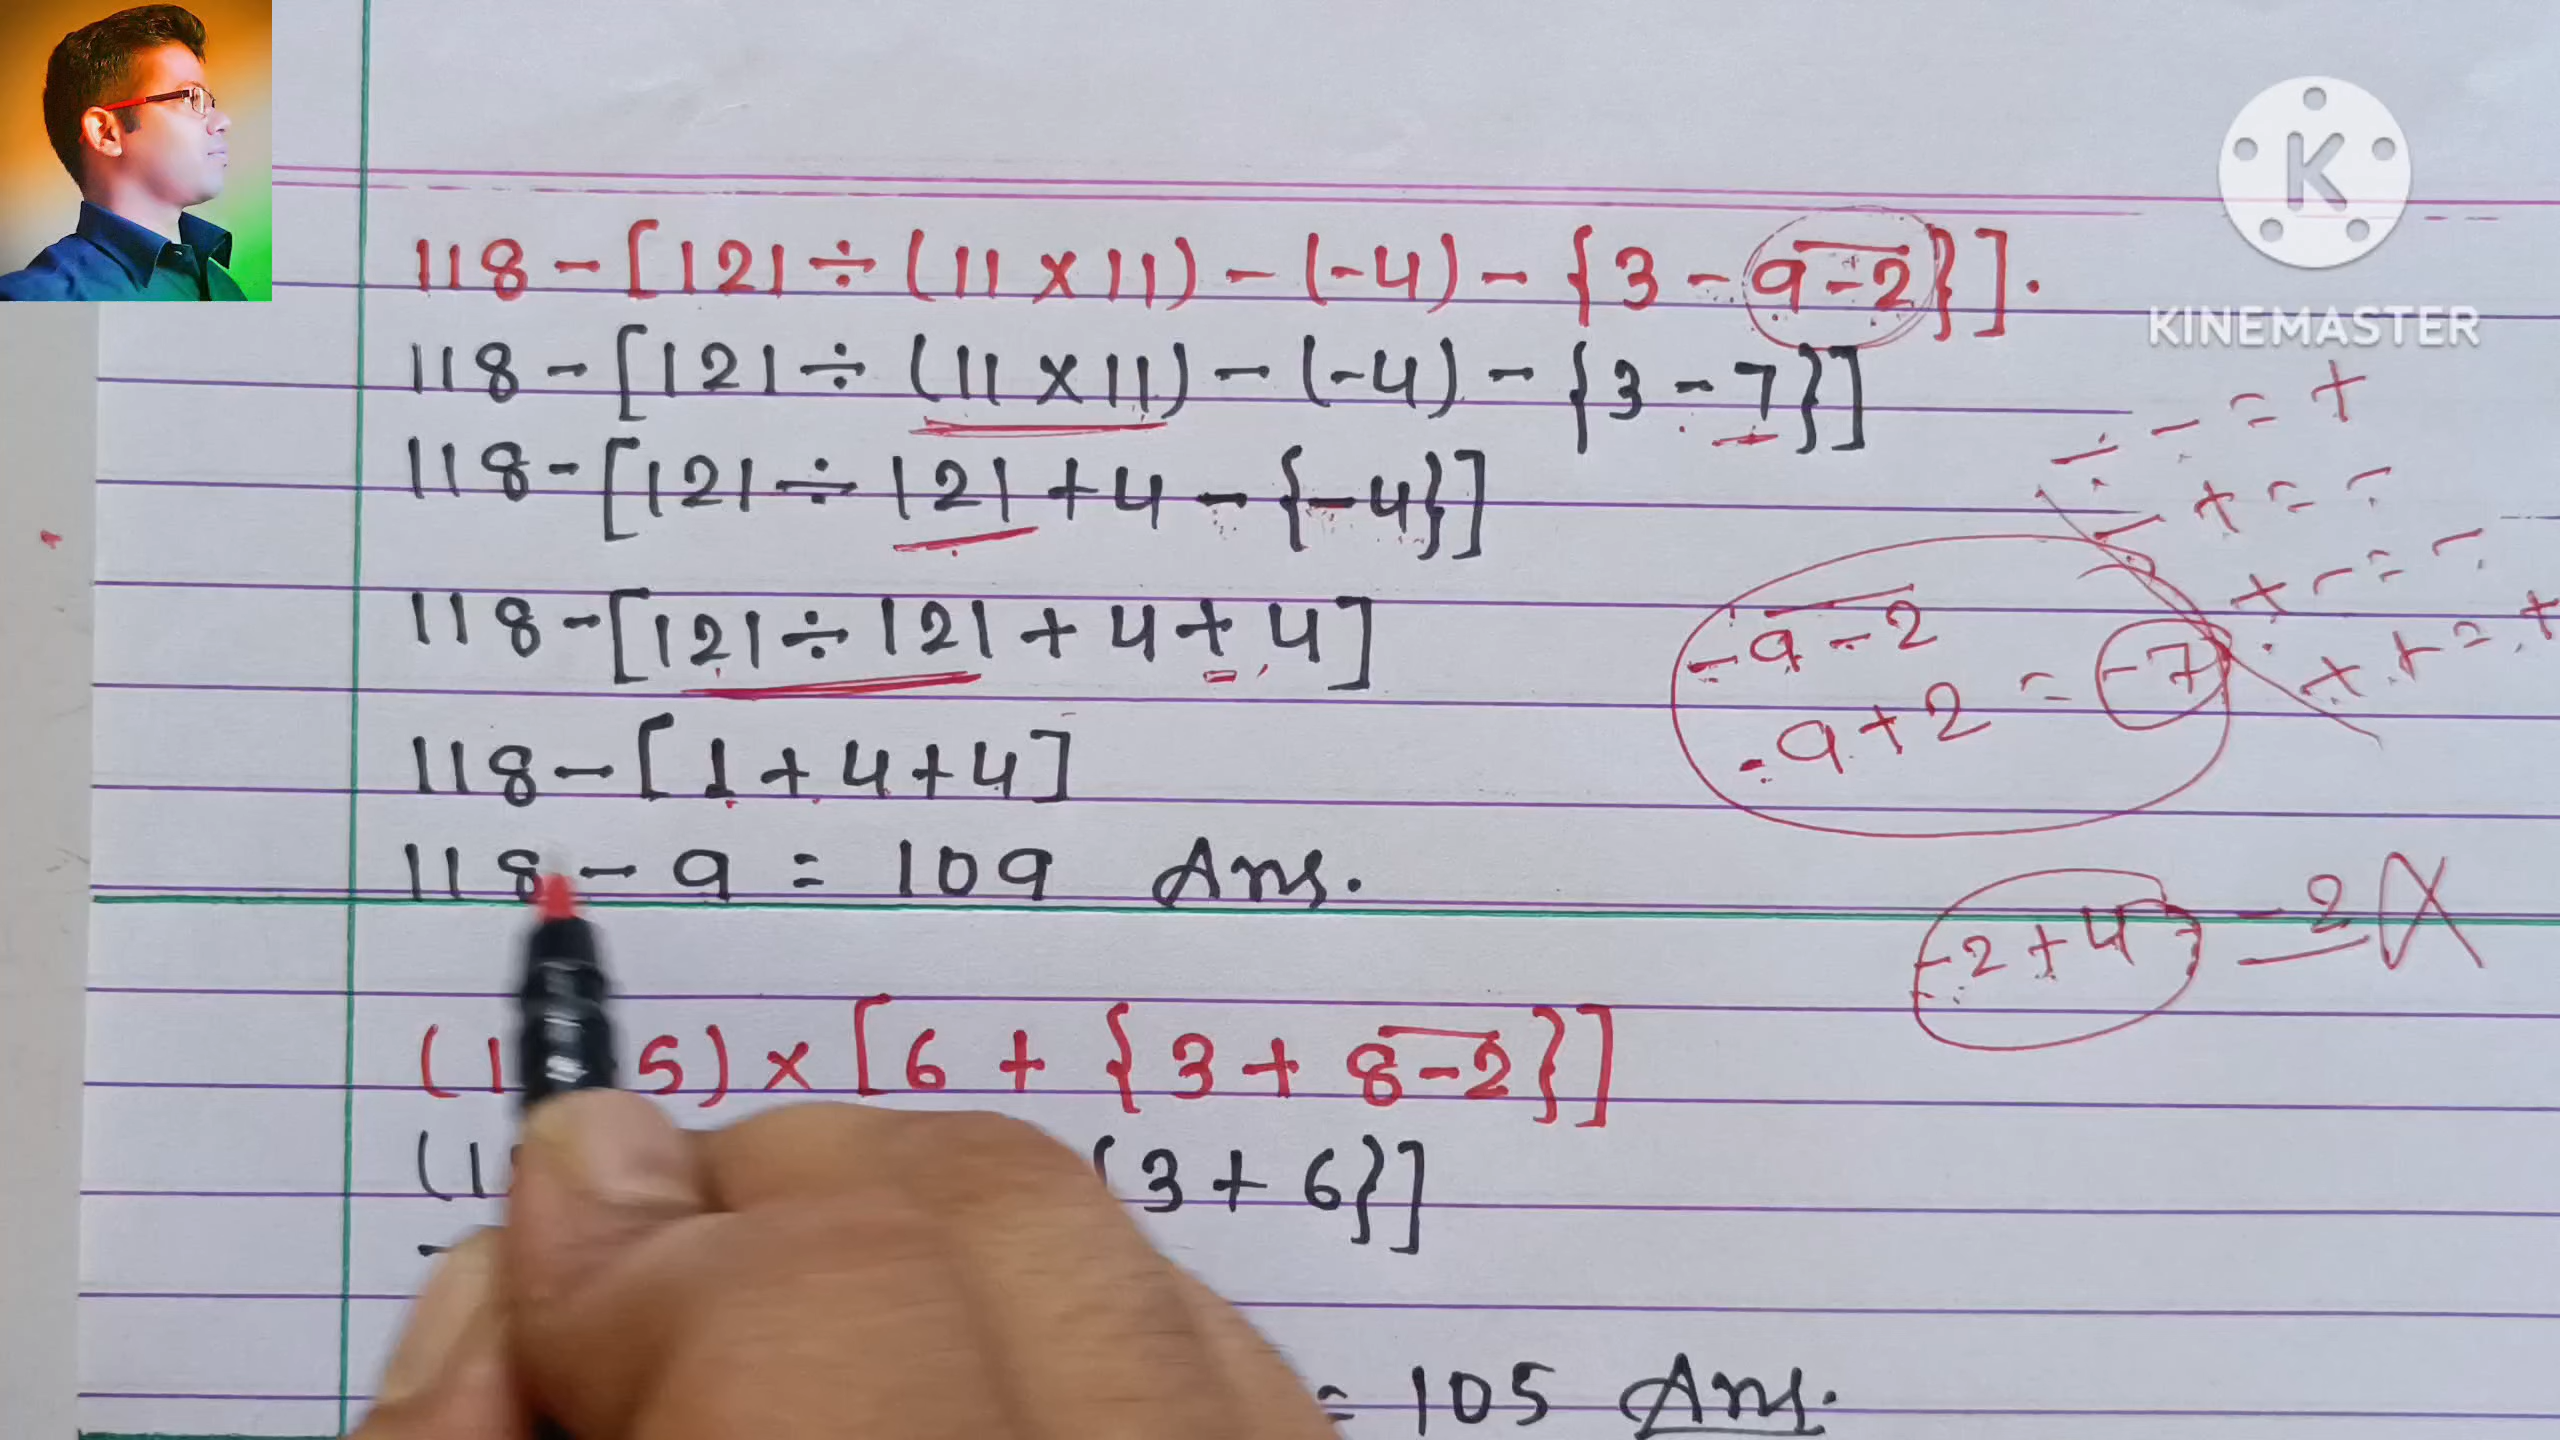 118-[121÷(11×11)-(-4)-{3-9-2}].
118-[121÷(11×11)-(-4)-{3-7}]
118-[121÷121+4-{-4}]
118-[121÷121+4+4]
118-[1+4+4]
118-9=109 Ans.
(1 5)×[6+{3+8-2}]
(1 {3+6}]
-
=105 Ans.
KINEMASTER
- - = +
- + = -
+ - = -
+ + = +
-9-2
-9+2 = -7
-2+4 -2